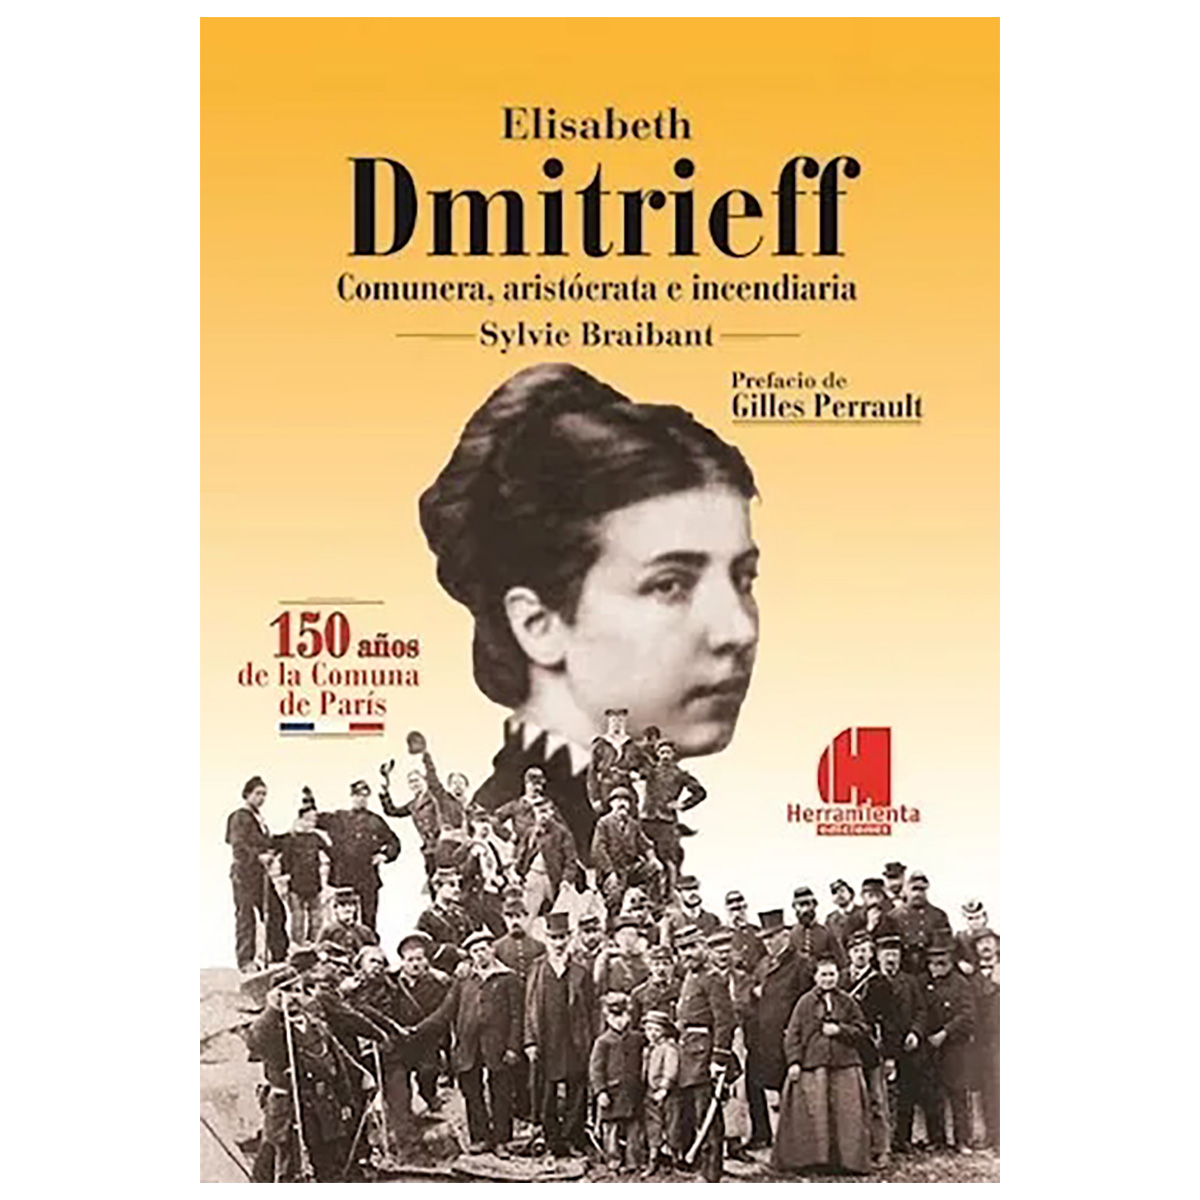 Elisabeth
Dmitrieff
Comunera, aristócrata e incendiaria
Sylvie Braibant
Prefacio de
Gilles Perrault
150 años
de la Comuna
de París
Herramienta
ediciones